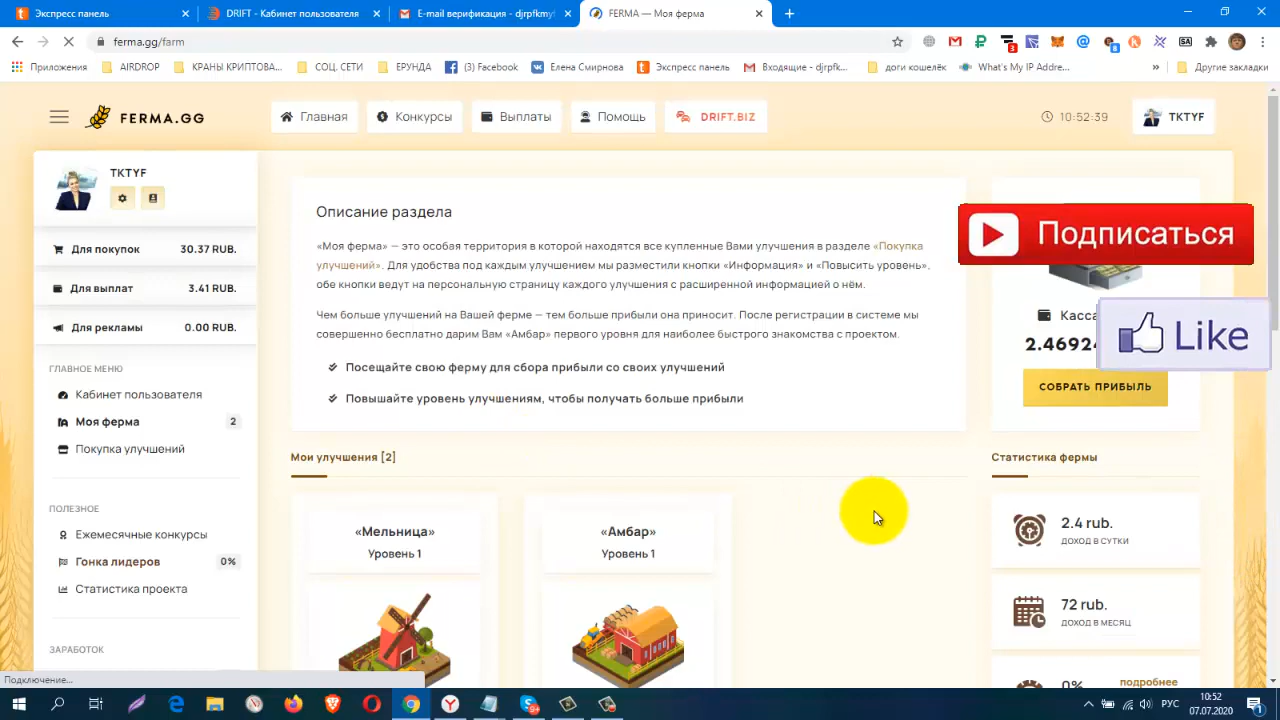 Экспресс панель
DRIFT - Кабинет пользователя
E-mail верификация - djrpfkmyf
FERMA — Моя ферма
ferma.gg/farm
3
8
SA
Приложения
AIRDROP
КРАНЫ КРИПТОВА...
СОЦ. СЕТИ
ЕРУНДА
(3) Facebook
Елена Смирнова
Экспресс панель
Входящие - djrpfk...
доги кошелёк
What's My IP Addre...
»
Другие закладки
FERMA.GG
Главная
Конкурсы
Выплаты
Помощь
DRIFT.BIZ
10:52:39
TKTYF
TKTYF
Для покупок 30.37 RUB.
Для выплат 3.41 RUB.
Для рекламы 0.00 RUB.
ГЛАВНОЕ МЕНЮ
Кабинет пользователя
Моя ферма 2
Покупка улучшений
ПОЛЕЗНОЕ
Ежемесячные конкурсы
Гонка лидеров 0%
Статистика проекта
ЗАРАБОТОК
Подключение...
Описание раздела
«Моя ферма» — это особая территория в которой находятся все купленные Вами улучшения в разделе «Покупка
улучшений». Для удобства под каждым улучшением мы разместили кнопки «Информация» и «Повысить уровень»,
обе кнопки ведут на персональную страницу каждого улучшения с расширенной информацией о нём.
Чем больше улучшений на Вашей ферме — тем больше прибыли она приносит. После регистрации в системе мы
совершенно бесплатно дарим Вам «Амбар» первого уровня для наиболее быстрого знакомства с проектом.
Посещайте свою ферму для сбора прибыли со своих улучшений
Повышайте уровень улучшениям, чтобы получать больше прибыли
Подписаться
Касса
Like
2.4692
СОБРАТЬ ПРИБЫЛЬ
Мои улучшения [2]
«Мельница»
Уровень 1
«Амбар»
Уровень 1
Статистика фермы
2.4 rub.
ДОХОД В СУТКИ
72 rub.
ДОХОД В МЕСЯЦ
0% подробнее
РУС
10:52
07.07.2020
1